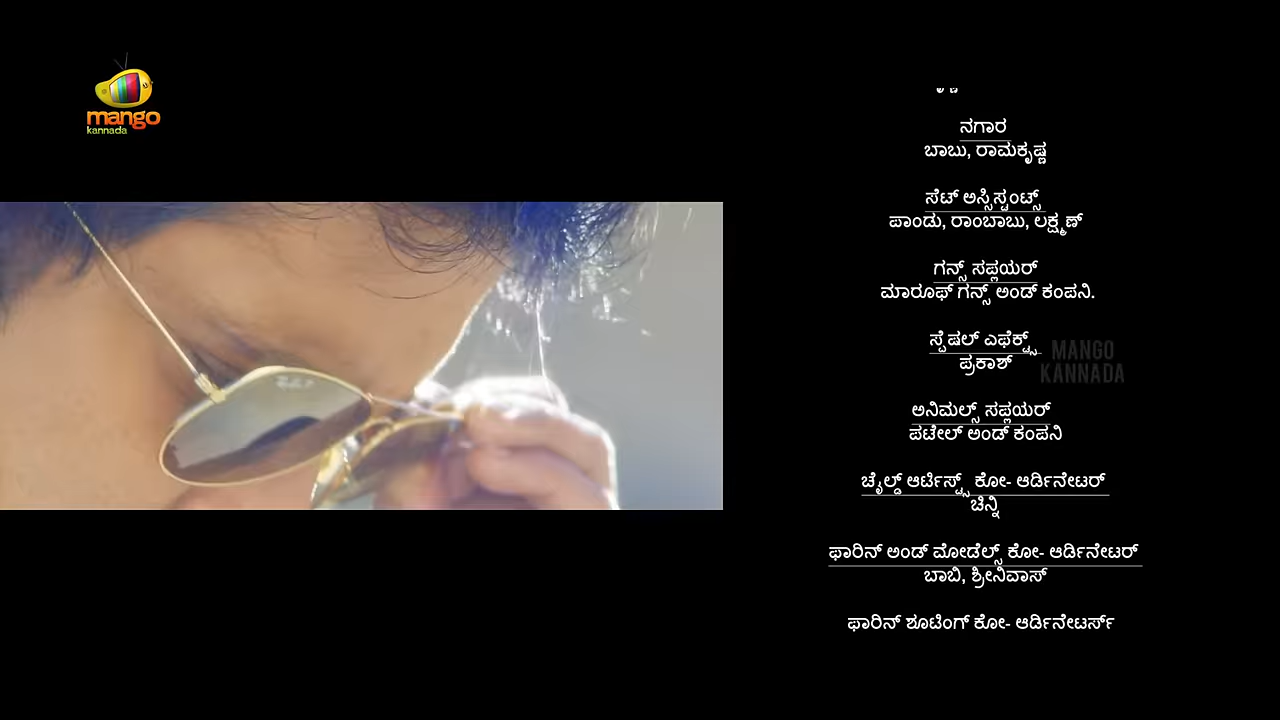 mango
kannada
ನಗಾರ
ಬಾಬು, ರಾಮಕೃಷ್ಣ
ಸೆಟ್ ಅಸ್ಸಿಸ್ಟಂಟ್ಸ್
ಪಾಂಡು, ರಾಂಬಾಬು, ಲಕ್ಷ್ಮಣ್
ಗನ್ಸ್ ಸಪ್ಲಯರ್
ಮಾರೂಫ್ ಗನ್ಸ್ ಅಂಡ್ ಕಂಪನಿ.
ಸ್ಪೆಷಲ್ ಎಫೆಕ್ಟ್ಸ್
ಪ್ರಕಾಶ್
MANGO
KANNADA
ಅನಿಮಲ್ಸ್ ಸಪ್ಲಯರ್
ಪಟೇಲ್ ಅಂಡ್ ಕಂಪನಿ
ಚೈಲ್ಡ್ ಆರ್ಟಿಸ್ಟ್ಸ್ ಕೋ- ಆರ್ಡಿನೇಟರ್
ಚಿನ್ನಿ
ಫಾರಿನ್ ಅಂಡ್ ಮೋಡೆಲ್ಸ್ ಕೋ- ಆರ್ಡಿನೇಟರ್
ಬಾಬಿ, ಶ್ರೀನಿವಾಸ್
ಫಾರಿನ್ ಶೂಟಿಂಗ್ ಕೋ- ಆರ್ಡಿನೇಟರ್ಸ್